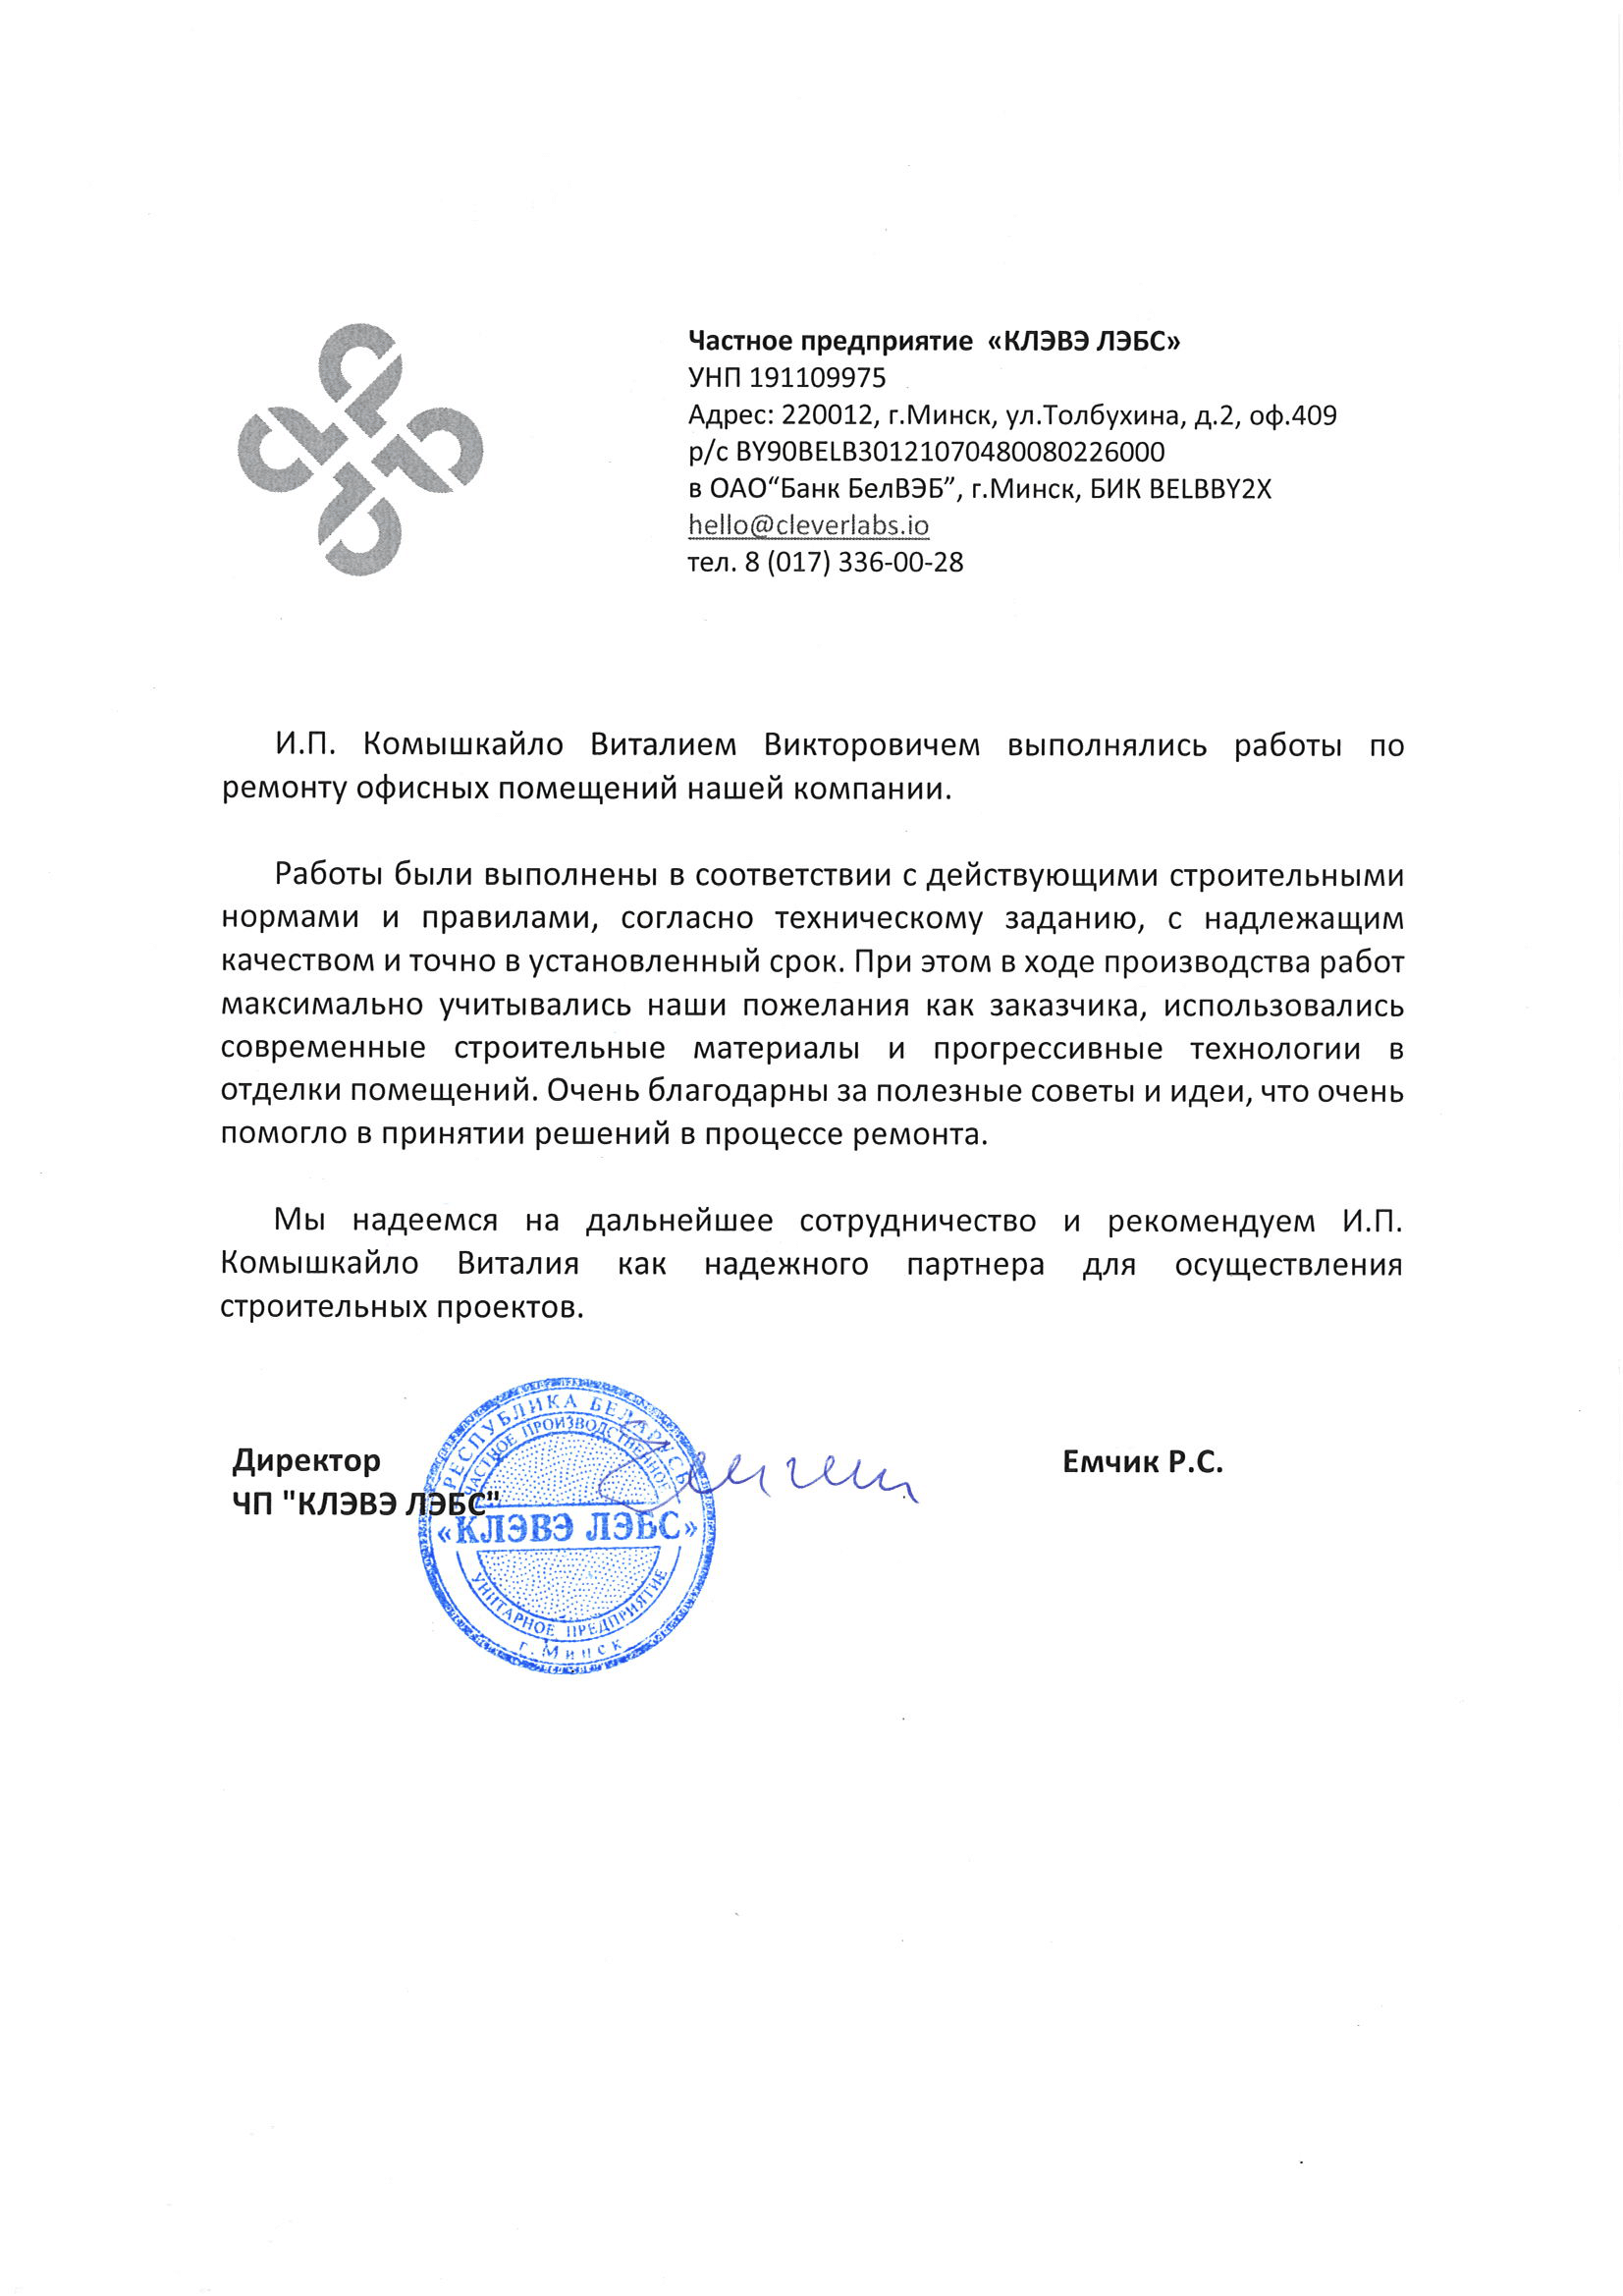 Частное предприятие «КЛЭВЭ ЛЭБС»
УНП 191109975
Адрес: 220012, г.Минск, ул.Толбухина, д.2, оф.409
р/с BY90BELB30121070480080226000
в ОАО“Банк БелВЭБ”, г.Минск, БИК BELBBY2X
hello@cleverlabs.io
тел. 8 (017) 336-00-28
И.П. Комышкайло Виталием Викторовичем выполнялись работы по
ремонту офисных помещений нашей компании.
Работы были выполнены в соответствии с действующими строительными
нормами и правилами, согласно техническому заданию, с надлежащим
качеством и точно в установленный срок. При этом в ходе производства работ
максимально учитывались наши пожелания как заказчика, использовались
современные строительные материалы и прогрессивные технологии в
отделки помещений. Очень благодарны за полезные советы и идеи, что очень
помогло в принятии решений в процессе ремонта.
Мы надеемся на дальнейшее сотрудничество и рекомендуем И.П.
Комышкайло Виталия как надежного партнера для осуществления
строительных проектов.
Директор
ЧП "КЛЭВЭ ЛЭБС"
Емчик Р.С.
РЕСПУБЛИКА БЕЛАРУСЬ
ЧАСТНОЕ ПРОИЗВОДСТВЕННОЕ
«КЛЭВЭ ЛЭБС»
УНИТАРНОЕ ПРЕДПРИЯТИЕ
г. Минск